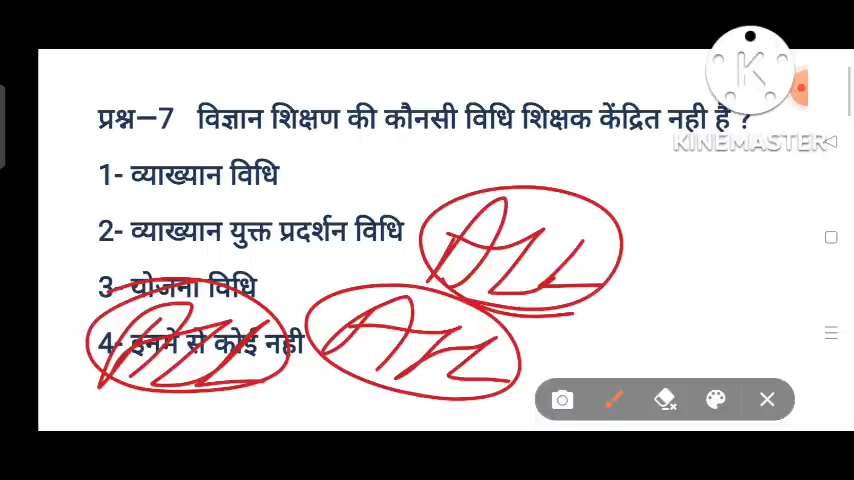 प्रश्न—7 विज्ञान शिक्षण की कौनसी विधि शिक्षक केंद्रित नही है ?
KINEMASTER
1- व्याख्यान विधि
2- व्याख्यान युक्त प्रदर्शन विधि
3- योजना विधि
4- इनमें से कोई नही